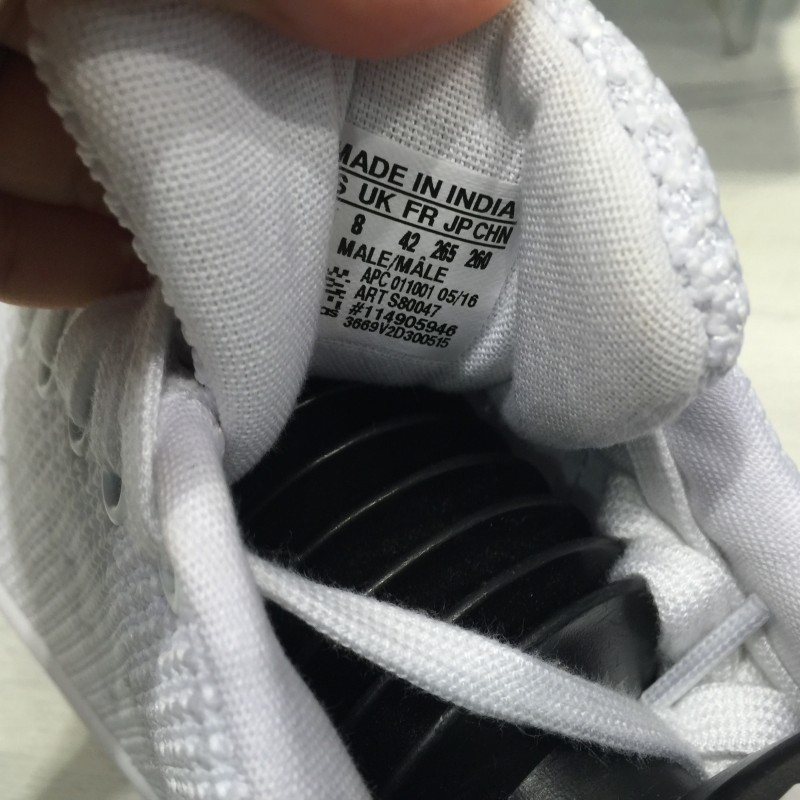 MADE IN INDIA
S UK FR JP CHN
8 42 265 260
MALE/MÂLE
APC 011001 05/16
ART S80047
#114905946
3669V2D300515